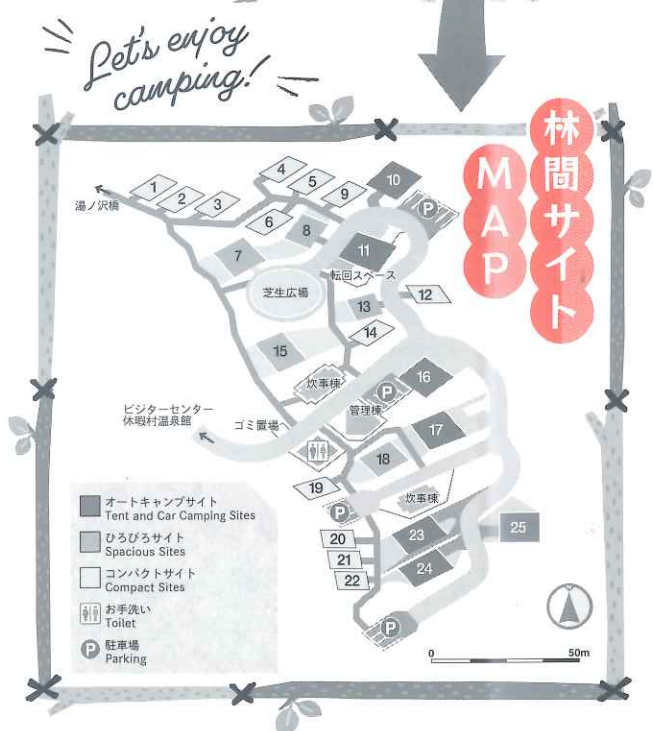 Let's enjoy
camping!
林間サイト
MAP
湯ノ沢橋
1
2
3
4
5
6
9
10
P
7
8
11
転回スペース
芝生広場
12
13
14
15
炊事棟
P
16
管理棟
ビジターセンター
休暇村温泉館
ゴミ置場
17
18
19
P
炊事棟
20
21
22
23
24
25
P
オートキャンプサイト
Tent and Car Camping Sites
ひろびろサイト
Spacious Sites
コンパクトサイト
Compact Sites
お手洗い
Toilet
P 駐車場
Parking
0 50m